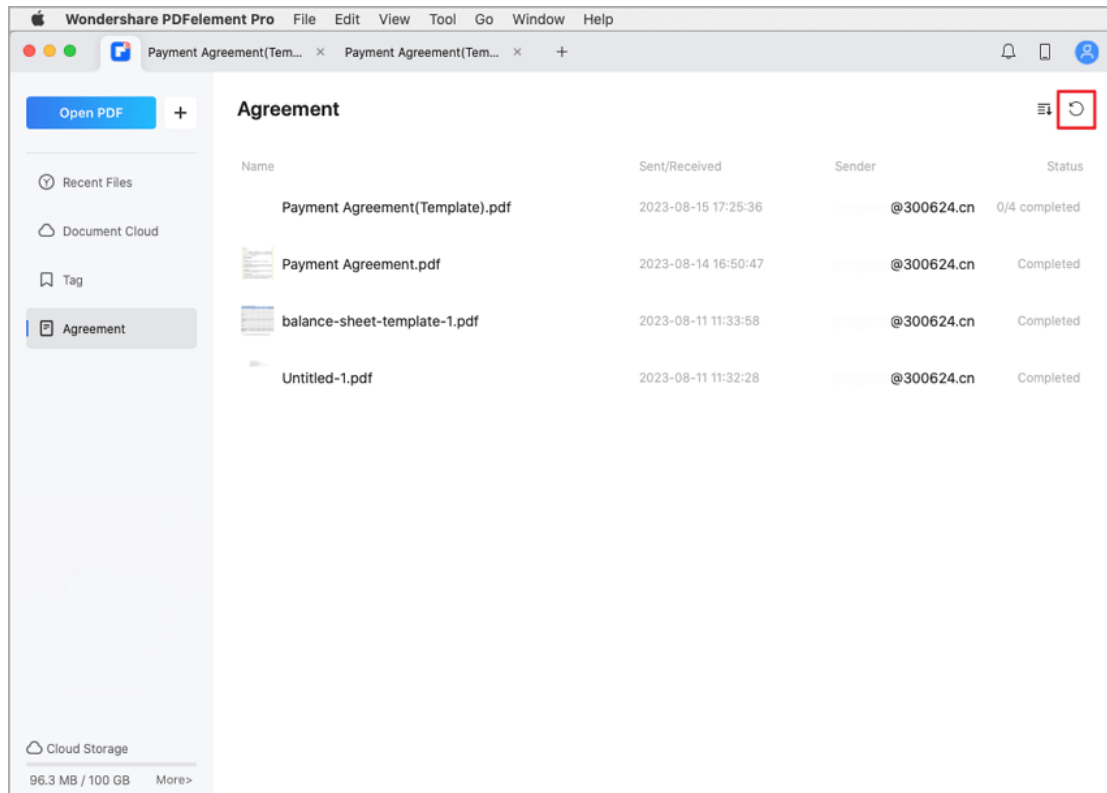 Wondershare PDFelement Pro File Edit View Tool Go Window Help
Payment Agreement(Tem... × Payment Agreement(Tem... × +
Open PDF +
Agreement
Name Sent/Received Sender Status
Recent Files
Payment Agreement(Template).pdf 2023-08-15 17:25:36 @300624.cn 0/4 completed
Document Cloud
Payment Agreement.pdf 2023-08-14 16:50:47 @300624.cn Completed
Tag
Agreement
balance-sheet-template-1.pdf 2023-08-11 11:33:58 @300624.cn Completed
Untitled-1.pdf 2023-08-11 11:32:28 @300624.cn Completed
Cloud Storage
96.3 MB / 100 GB More>